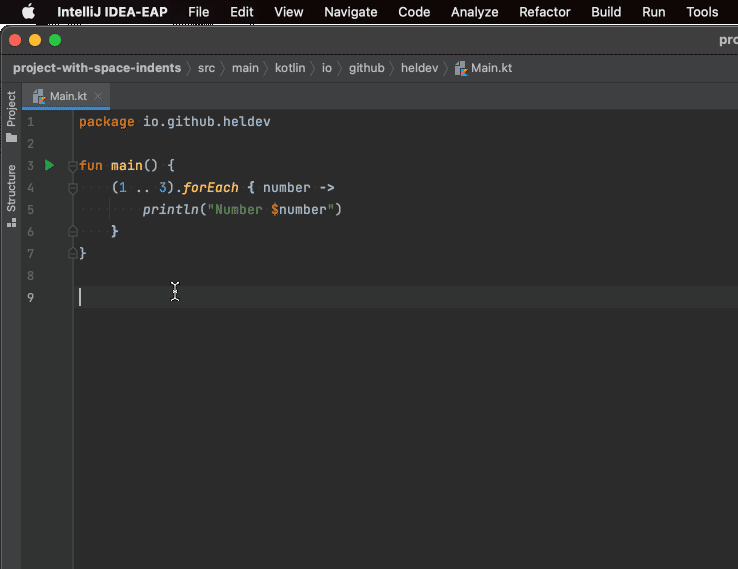 IntelliJ IDEA-EAP File Edit View Navigate Code Analyze Refactor Build Run Tools
pro
project-with-space-indents src main kotlin io github heldev Main.kt
Main.kt
Project
Structure
1 package io.github.heldev
2
3 fun main() {
4 (1 .. 3).forEach { number ->
5 println("Number $number")
6 }
7 }
8
9